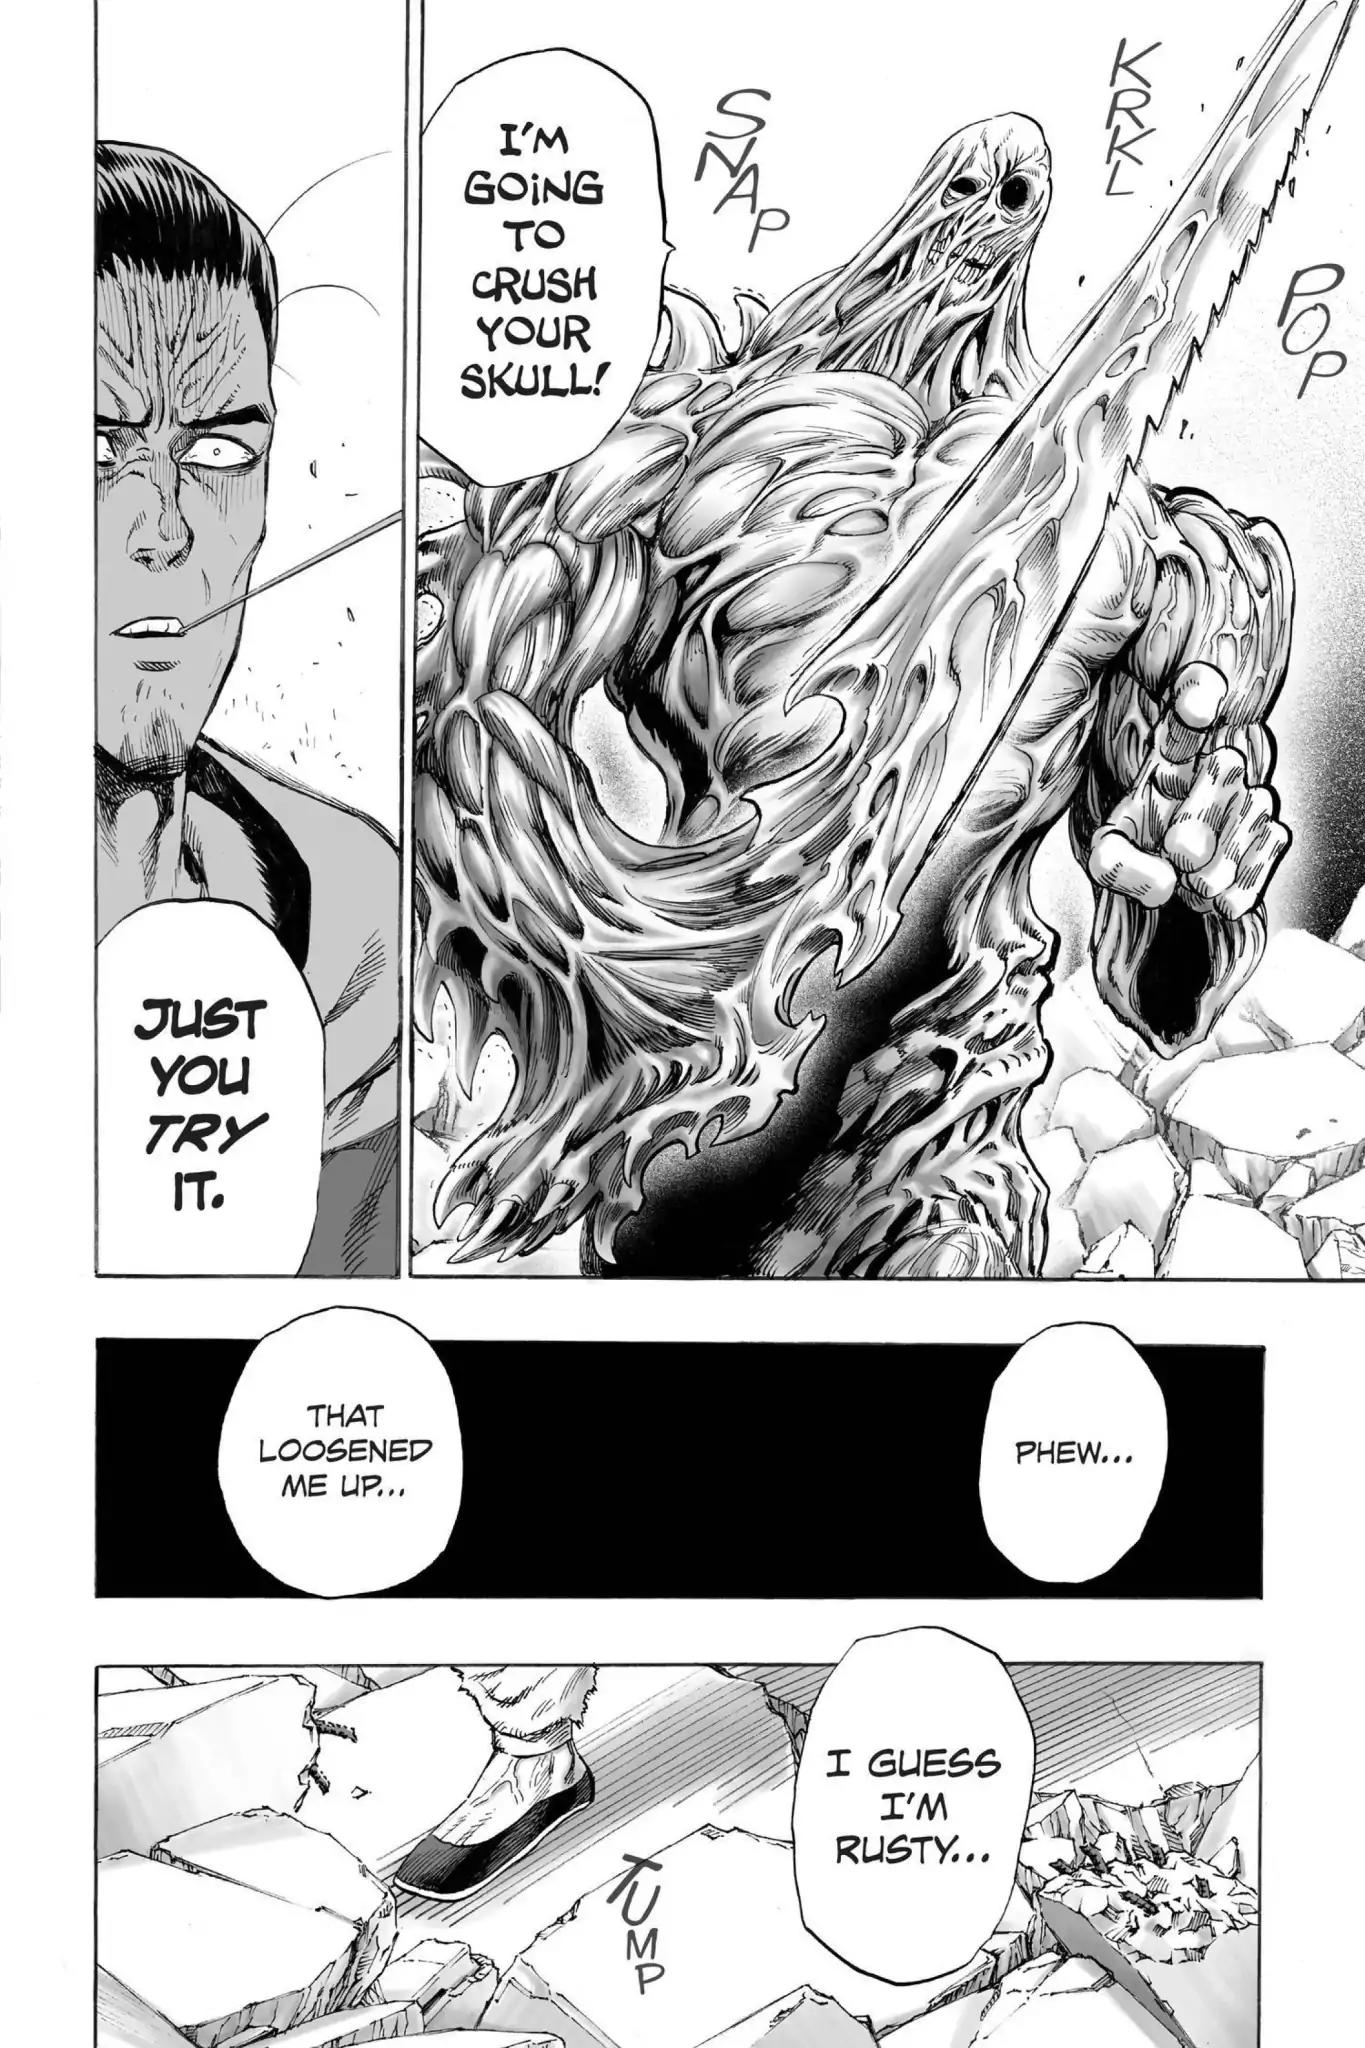 KRKL
POP
SNAP
I'M
GOING
TO
CRUSH
YOUR
SKULL!
JUST
YOU
TRY
IT.
PHEW...
THAT
LOOSENED
ME UP...
I GUESS
I'M
RUSTY...
TUMP